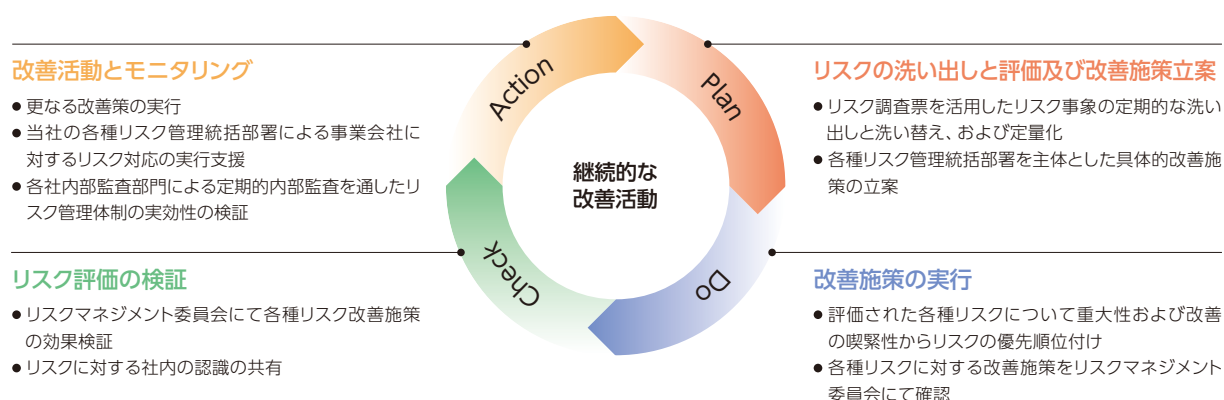 改善活動とモニタリング
● 更なる改善策の実行
● 当社の各種リスク管理統括部署による事業会社に
対するリスク対応の実行支援
● 各社内部監査部門による定期的内部監査を通したリ
スク管理体制の実効性の検証
リスク評価の検証
● リスクマネジメント委員会にて各種リスク改善施策
の効果検証
● リスクに対する社内の認識の共有
Action
Plan
継続的な
改善活動
Check
Do
リスクの洗い出しと評価及び改善施策立案
● リスク調査票を活用したリスク事象の定期的な洗い
出しと洗い替え、および定量化
● 各種リスク管理統括部署を主体とした具体的改善施
策の立案
改善施策の実行
● 評価された各種リスクについて重大性および改善
の喫緊性からリスクの優先順位付け
● 各種リスクに対する改善施策をリスクマネジメント
委員会にて確認